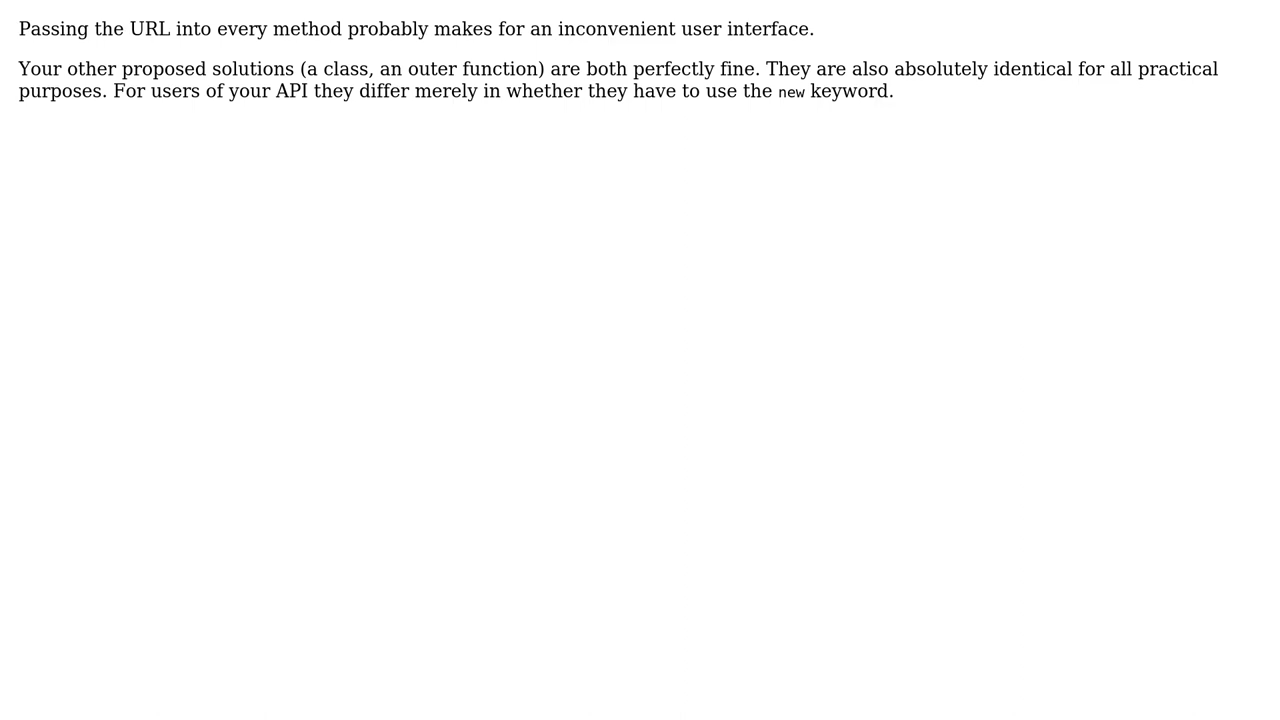 Passing the URL into every method probably makes for an inconvenient user interface.
Your other proposed solutions (a class, an outer function) are both perfectly fine. They are also absolutely identical for all practical
purposes. For users of your API they differ merely in whether they have to use the new keyword.